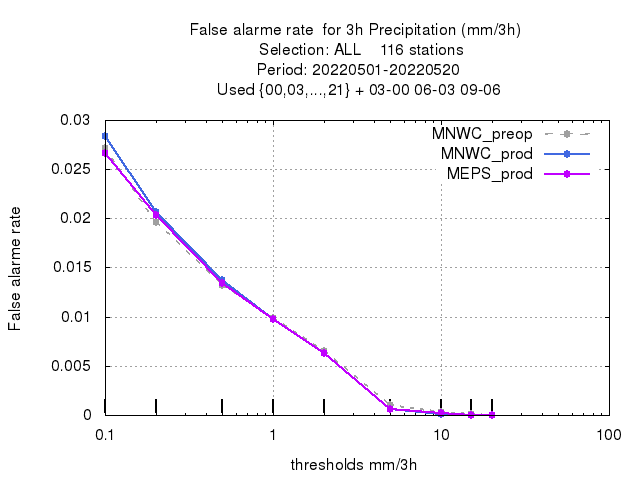 False alarme rate  for 3h Precipitation (mm/3h)
Selection: ALL    116 stations
Period: 20220501-20220520
Used {00,03,...,21} + 03-00 06-03 09-06
MNWC_preop
MNWC_prod
MEPS_prod
False alarme rate
0.03
0.025
0.02
0.015
0.01
0.005
0
0.1
1
10
100
thresholds mm/3h